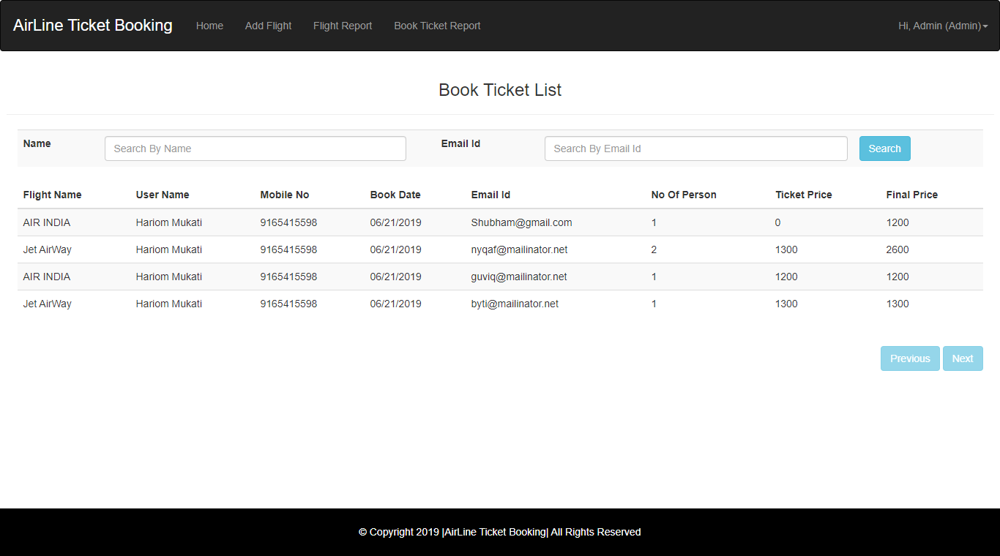 AirLine Ticket Booking Home Add Flight Flight Report Book Ticket Report Hi, Admin (Admin)
Book Ticket List
Name Search By Name Email Id Search By Email Id Search
Flight Name User Name Mobile No Book Date Email Id No Of Person Ticket Price Final Price
AIR INDIA Hariom Mukati 9165415598 06/21/2019 Shubham@gmail.com 1 0 1200
Jet AirWay Hariom Mukati 9165415598 06/21/2019 nyqaf@mailinator.net 2 1300 2600
AIR INDIA Hariom Mukati 9165415598 06/21/2019 guviq@mailinator.net 1 1200 1200
Jet AirWay Hariom Mukati 9165415598 06/21/2019 byti@mailinator.net 1 1300 1300
Previous Next
© Copyright 2019 |AirLine Ticket Booking| All Rights Reserved